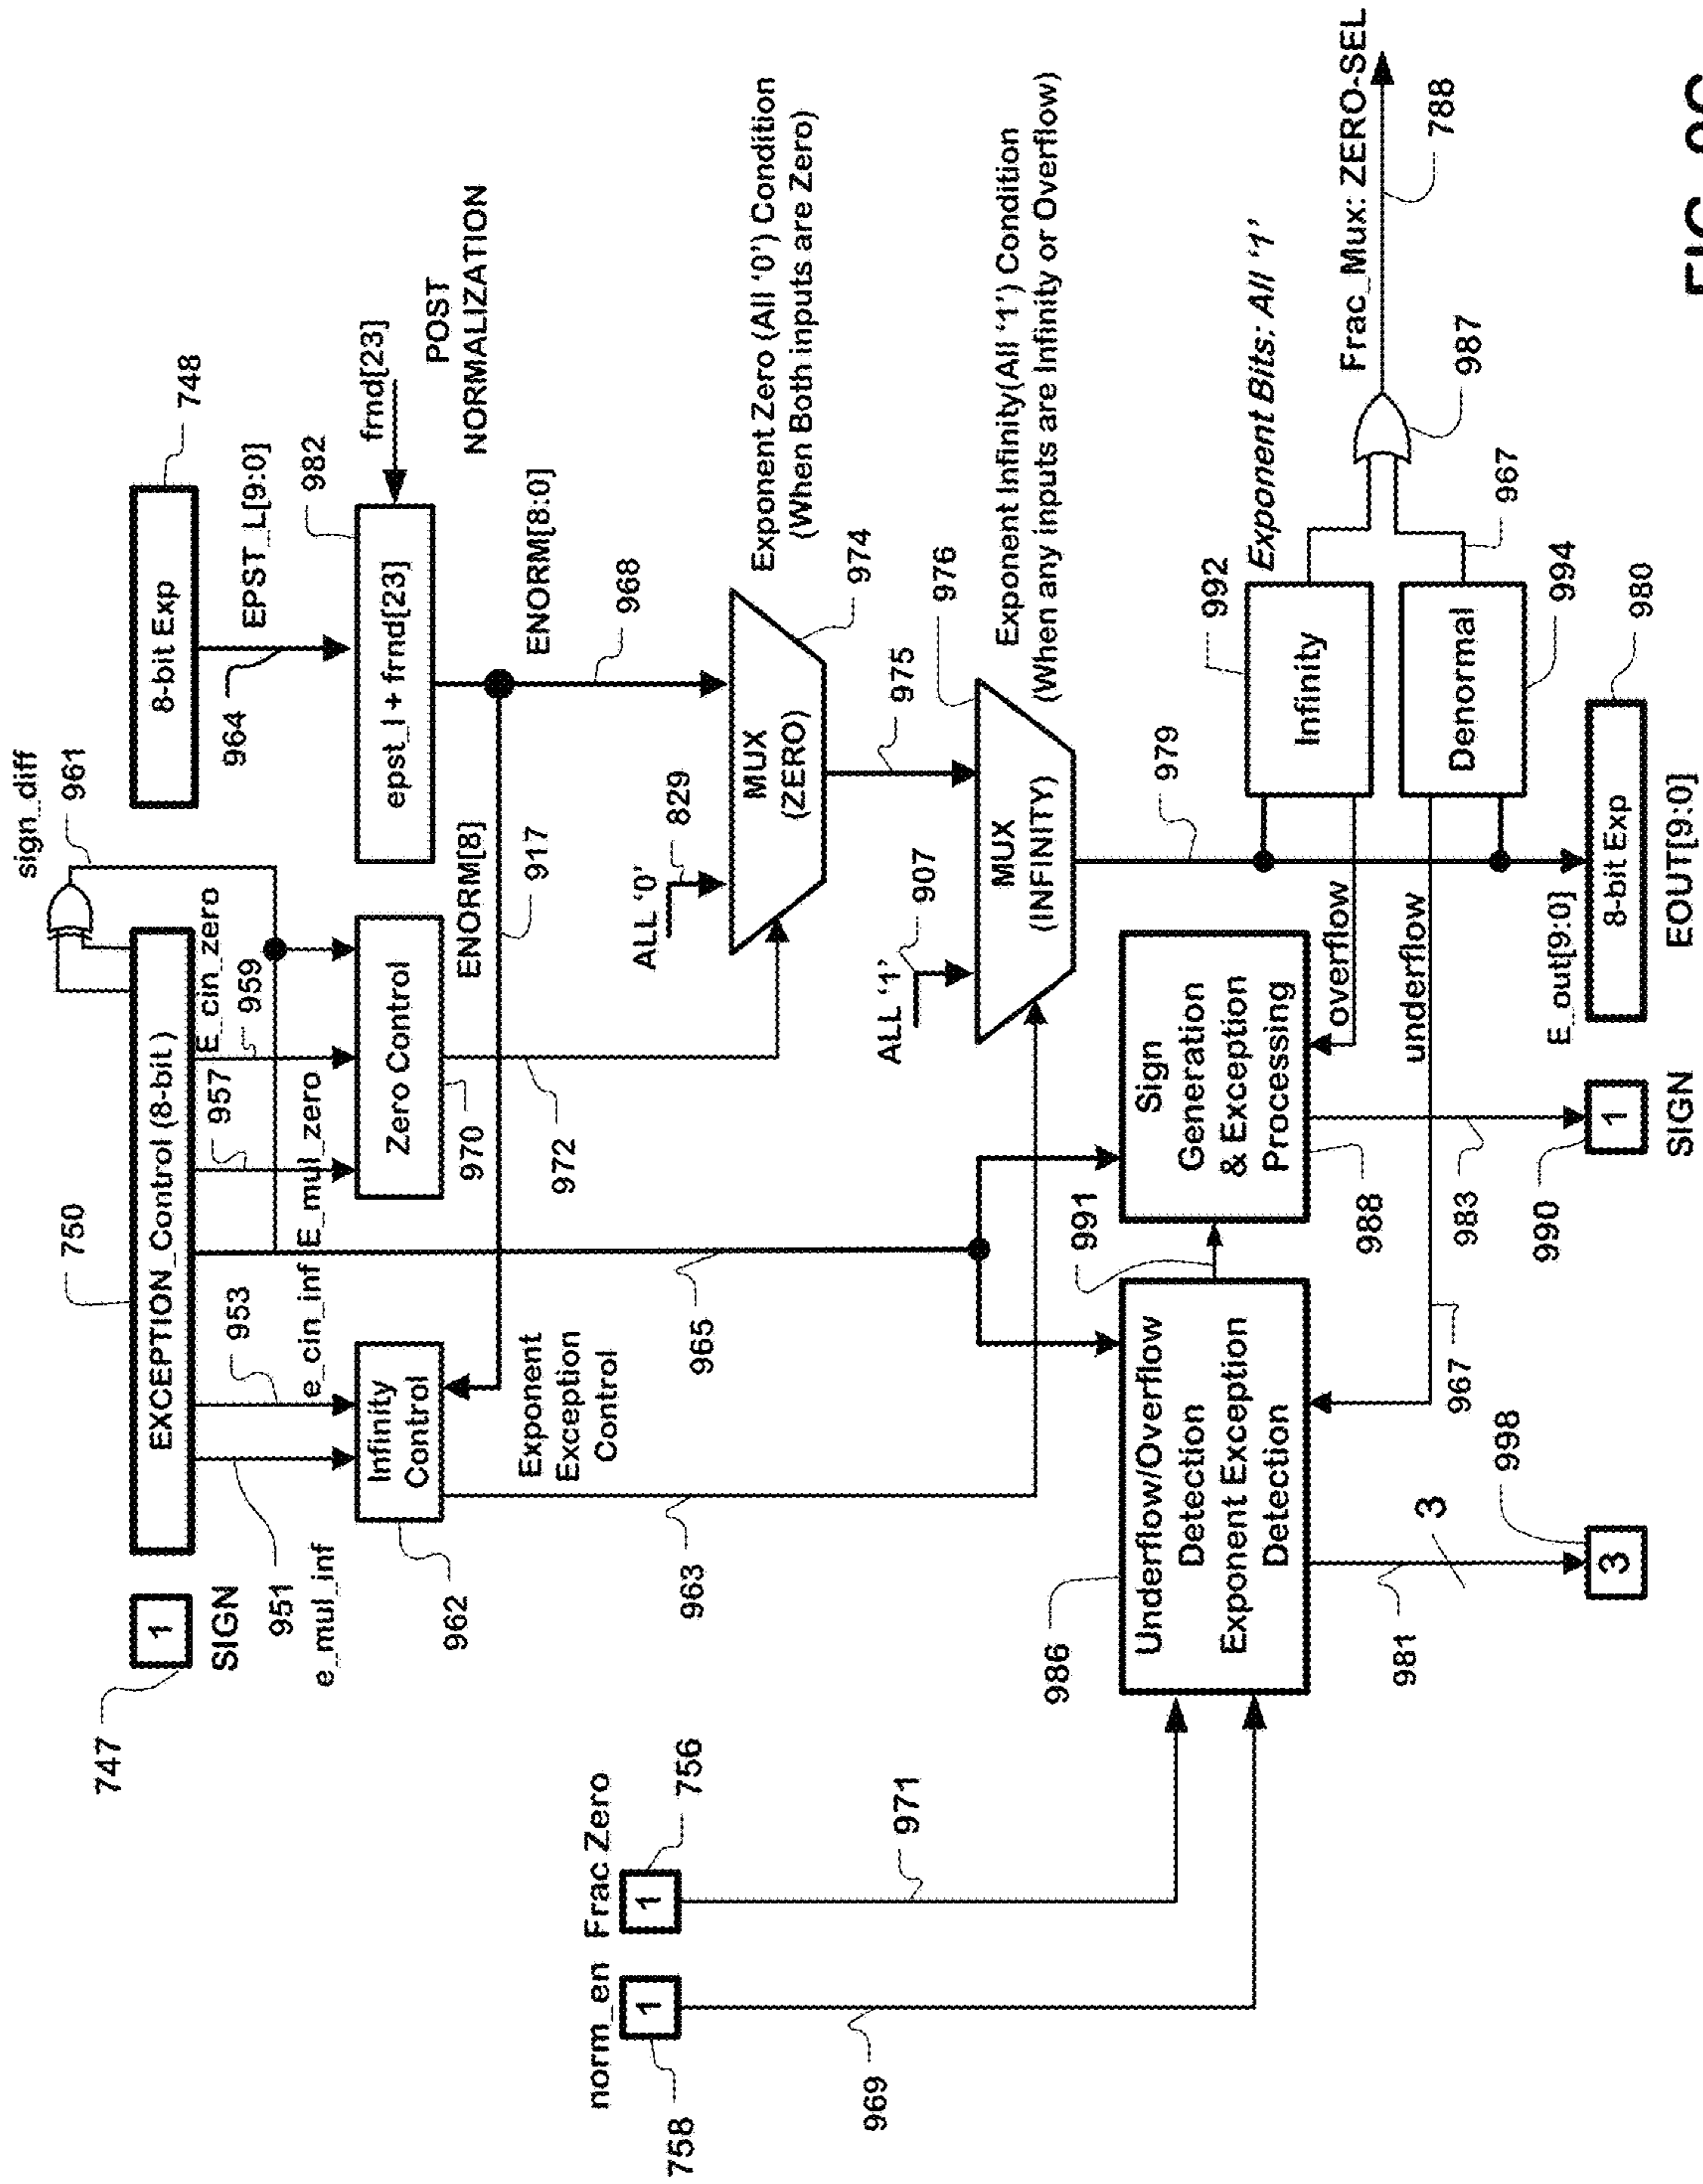 sign_diff
961
750
EXCEPTION_Control (8-bit)
8-bit Exp
748
747
1
SIGN
951
e_mul_inf
953
e_cin_inf
957
E_mul_zero
959
E_cin_zero
964
EPST_L[9:0]
982
frnd[23]
POST
NORMALIZATION
epst_l + frnd[23]
Infinity
Control
962
Zero Control
970
972
ENORM[8]
917
ENORM[8:0]
968
Exponent
Exception
Control
963
965
ALL '0'
829
MUX
(ZERO)
974
Exponent Zero (All '0') Condition
(When Both inputs are Zero)
975
ALL '1'
907
MUX
(INFINITY)
976
Exponent Infinity(All '1') Condition
(When any inputs are Infinity or Overflow)
979
norm_en
Frac Zero
1
1
758
756
969
971
986
Underflow/Overflow
Detection
Exponent Exception
Detection
991
Sign
Generation
& Exception
Processing
988
overflow
underflow
992
Infinity
Exponent Bits: All '1'
Denormal
994
967
987
Frac_Mux: ZERO-SEL
788
967
981
3
998
3
983
990
1
SIGN
E_out[9:0]
8-bit Exp
980
EOUT[9:0]